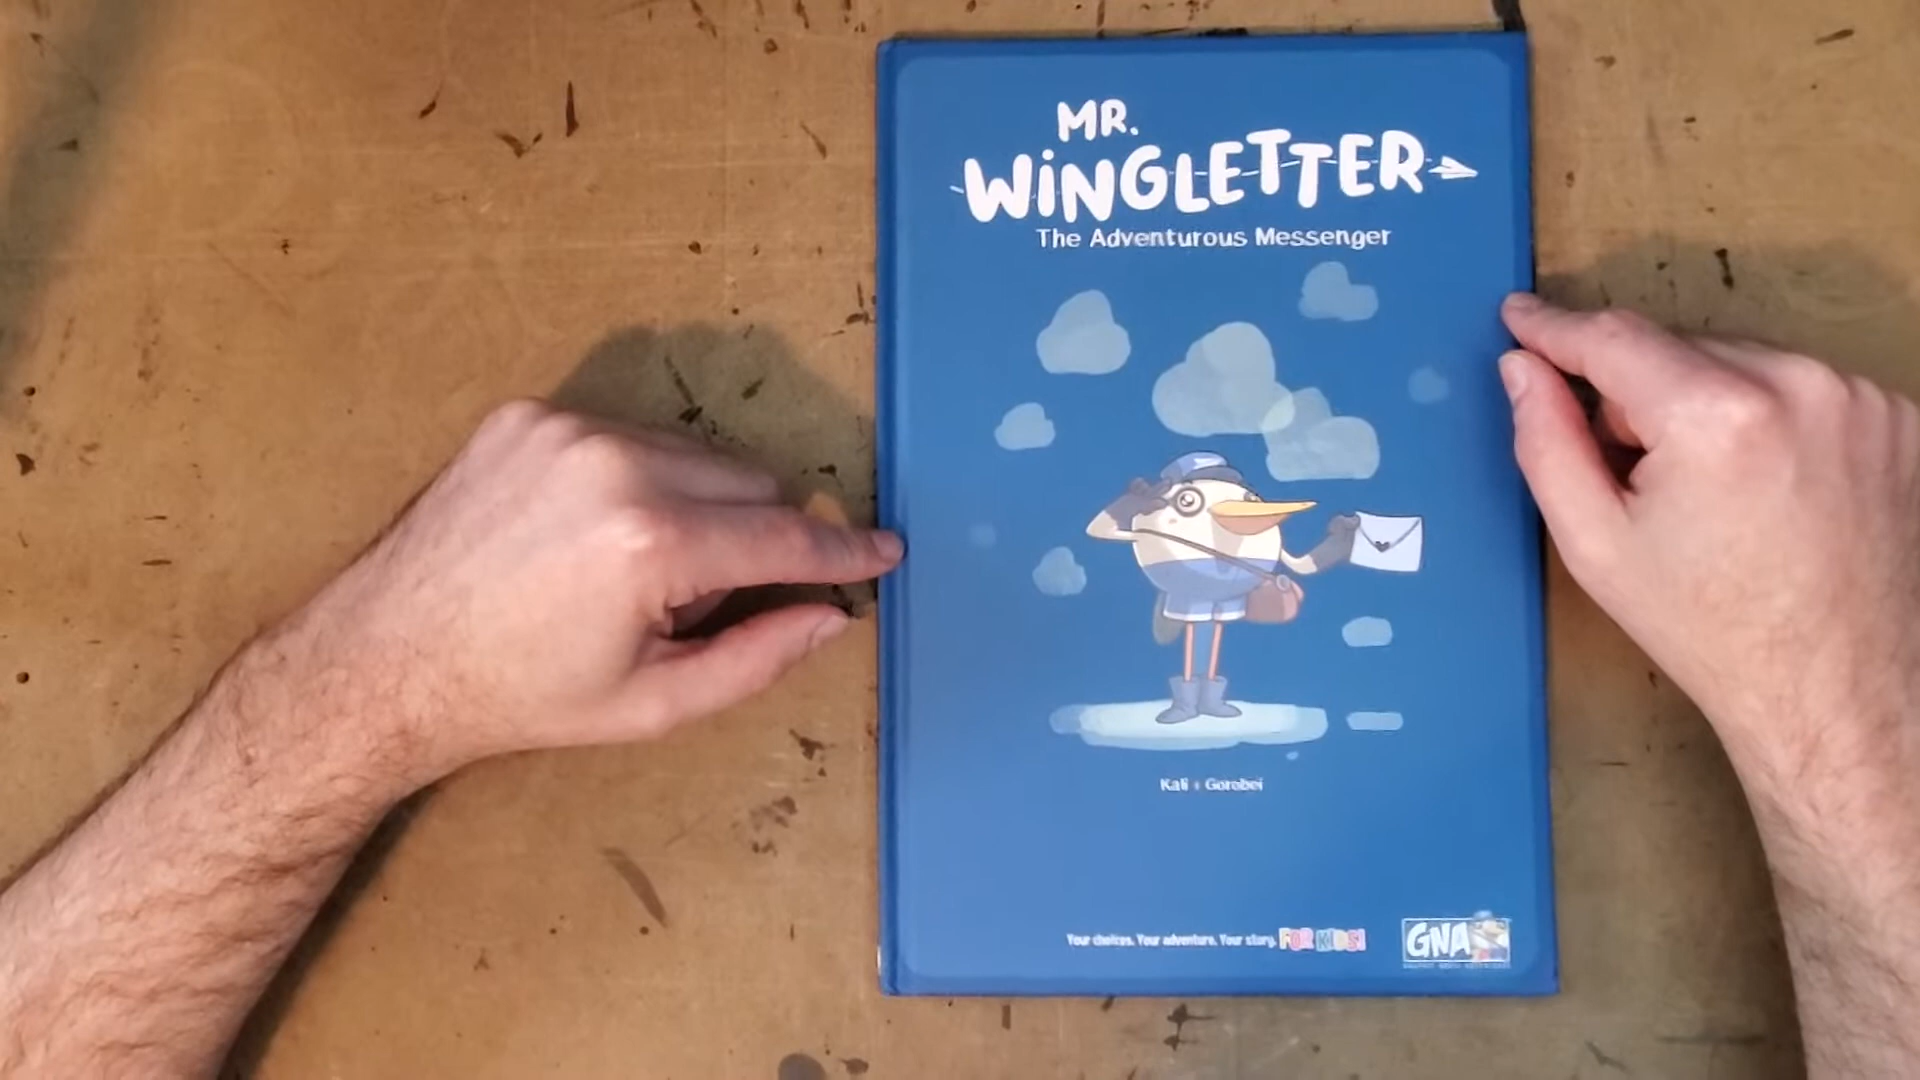 MR.
WiNGLETTER
The Adventurous Messenger
Kali + Gorobei
Your choices. Your adventure. Your story. FOR KIDS!
GNA